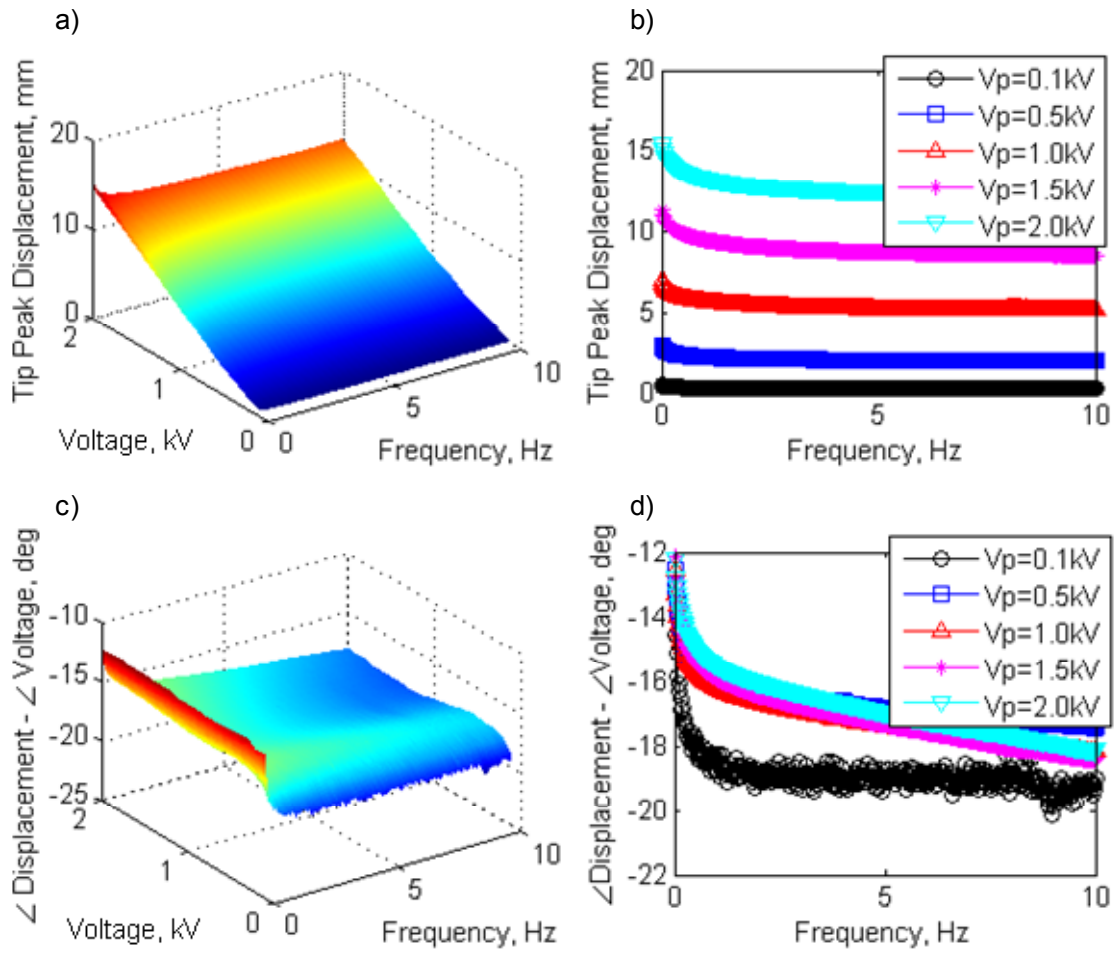 a)
Tip Peak Displacement, mm
20
10
0
2
1
0
Voltage, kV
0
5
10
Frequency, Hz
b)
Tip Peak Displacement, mm
20
15
10
5
0
0
5
10
Frequency, Hz
Vp=0.1kV
Vp=0.5kV
Vp=1.0kV
Vp=1.5kV
Vp=2.0kV
c)
∠Displacement - ∠Voltage, deg
-10
-15
-20
-25
2
1
0
Voltage, kV
0
5
10
Frequency, Hz
d)
∠Displacement - ∠Voltage, deg
-12
-14
-16
-18
-20
-22
0
5
10
Frequency, Hz
Vp=0.1kV
Vp=0.5kV
Vp=1.0kV
Vp=1.5kV
Vp=2.0kV